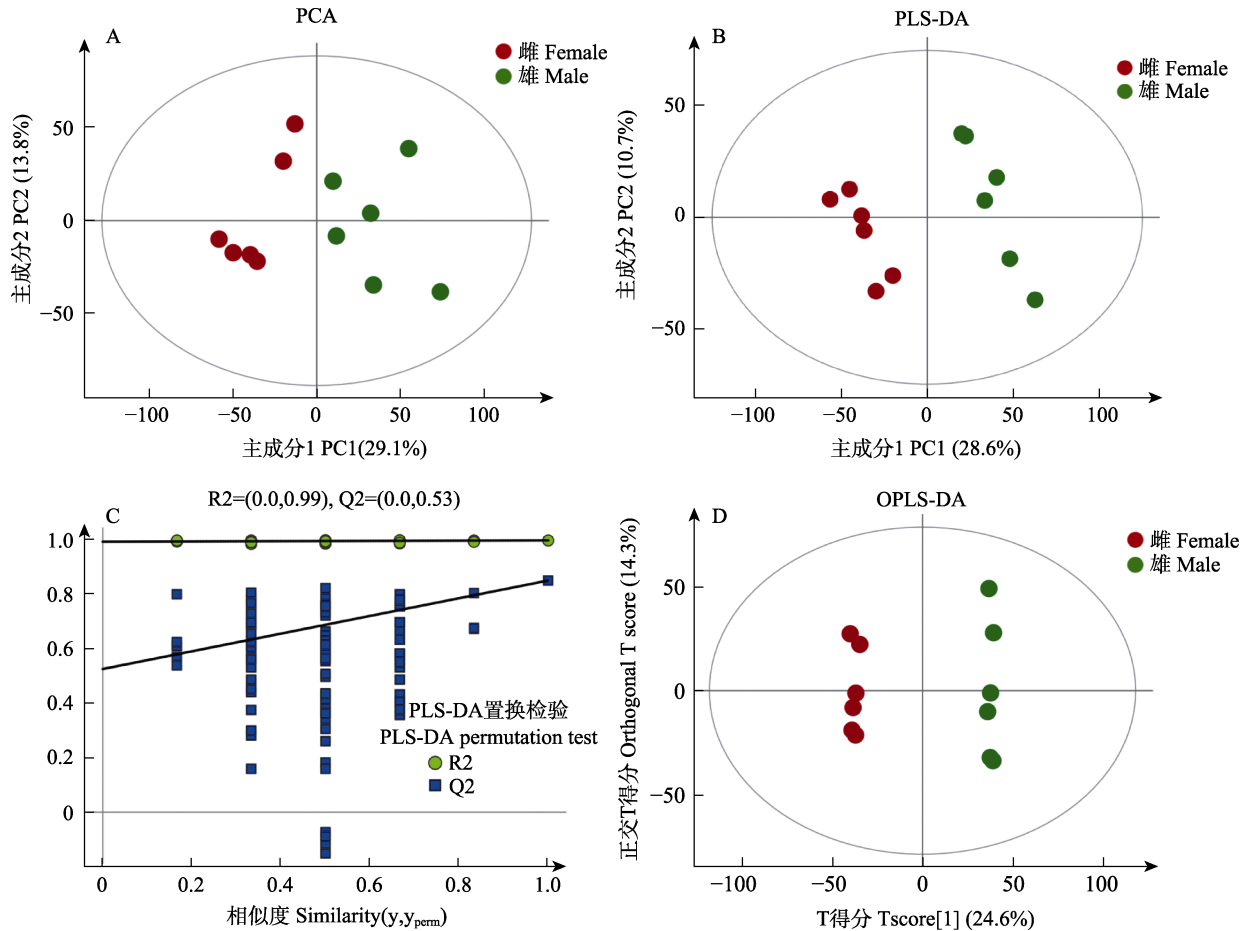 PCA
A
雌 Female
雄 Male
主成分2 PC2 (13.8%)
50
0
−50
−100
−50
0
50
100
主成分1 PC1(29.1%)
PLS-DA
B
雌 Female
雄 Male
主成分2 PC2 (10.7%)
50
0
−50
−100
−50
0
50
100
主成分1 PC1 (28.6%)
R2=(0.0,0.99), Q2=(0.0,0.53)
C
1.0
0.8
0.6
0.4
0.2
0
PLS-DA置换检验
PLS-DA permutation test
R2
Q2
0
0.2
0.4
0.6
0.8
1.0
相似度 Similarity(y,yperm)
OPLS-DA
D
雌 Female
雄 Male
正交T得分 Orthogonal T score (14.3%)
50
0
−50
−100
−50
0
50
100
T得分 Tscore[1] (24.6%)